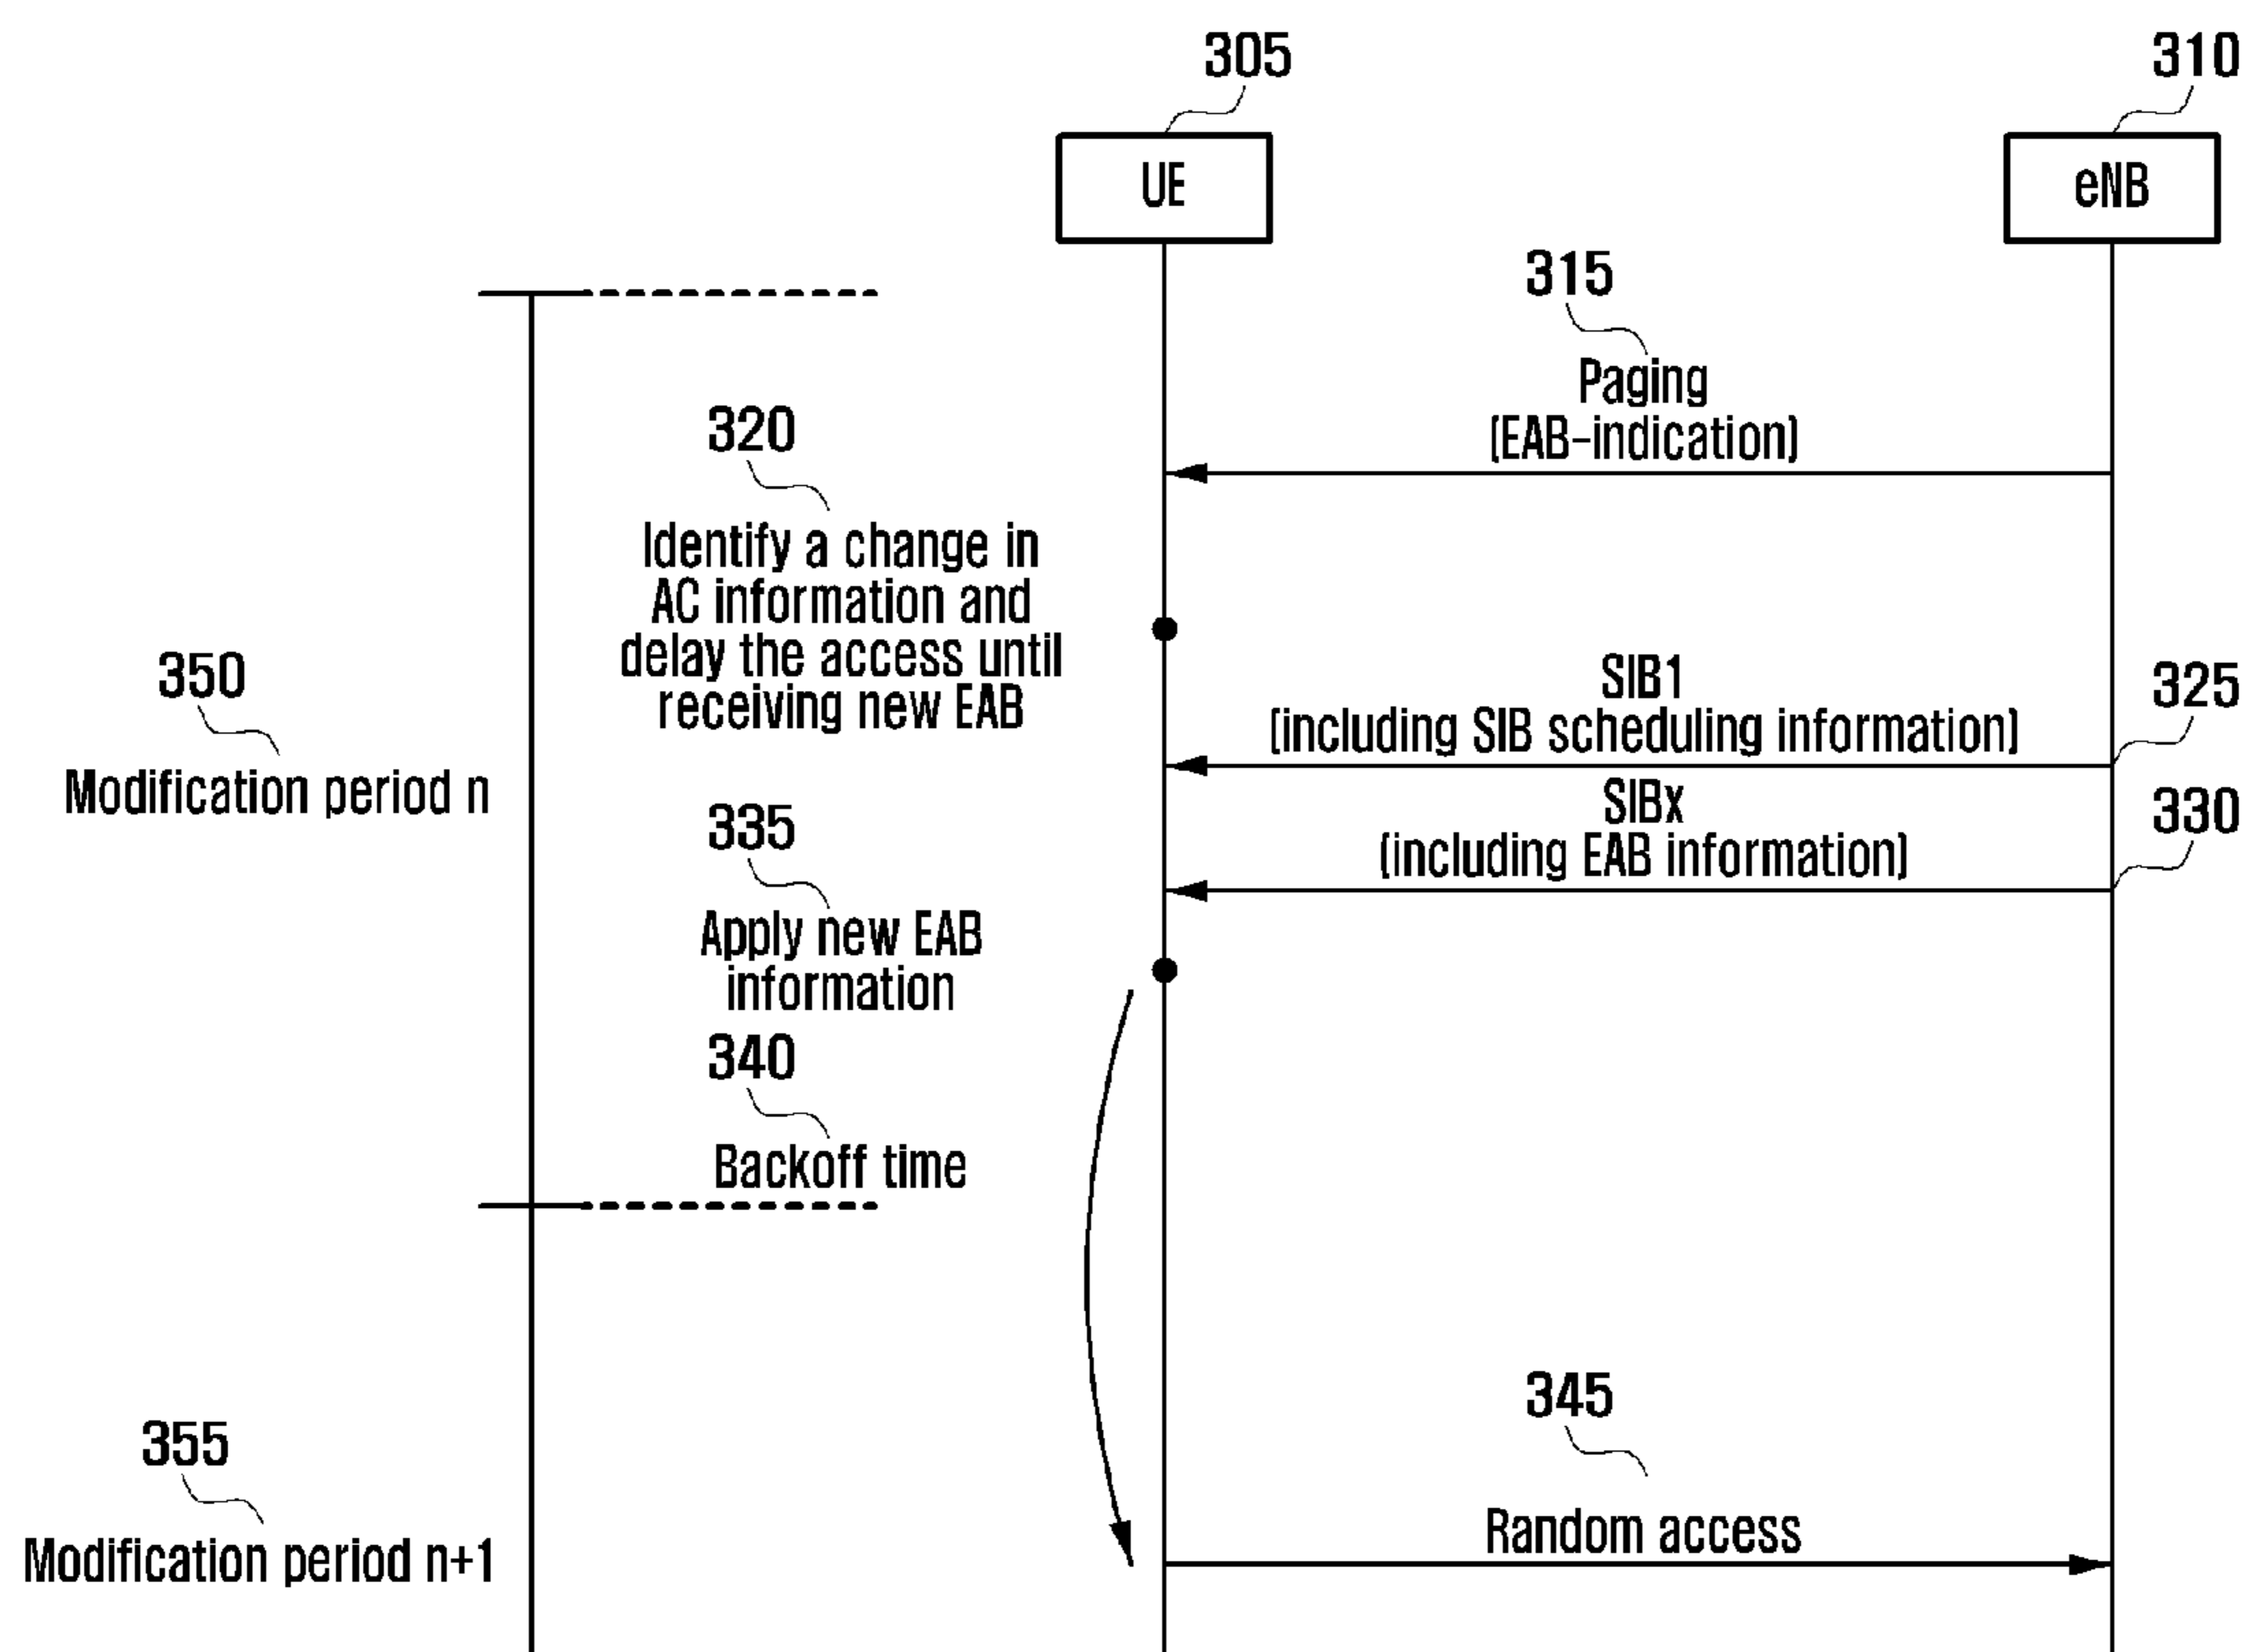 305
310
UE
eNB
315
Paging
(EAB-indication)
320
Identify a change in
AC information and
delay the access until
receiving new EAB
350
Modification period n
SIB1
(including SIB scheduling information)
325
SIBx
(including EAB information)
330
335
Apply new EAB
information
340
Backoff time
345
Random access
355
Modification period n+1